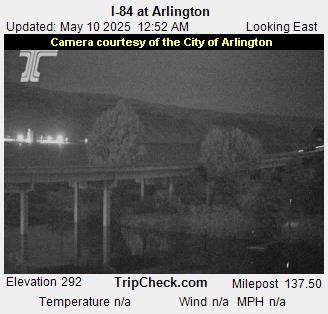 I-84 at Arlington
Updated: May 10 2025 12:52 AM Looking East
Camera courtesy of the City of Arlington
Elevation 292 TripCheck.com Milepost 137.50
Temperature n/a Wind n/a MPH n/a